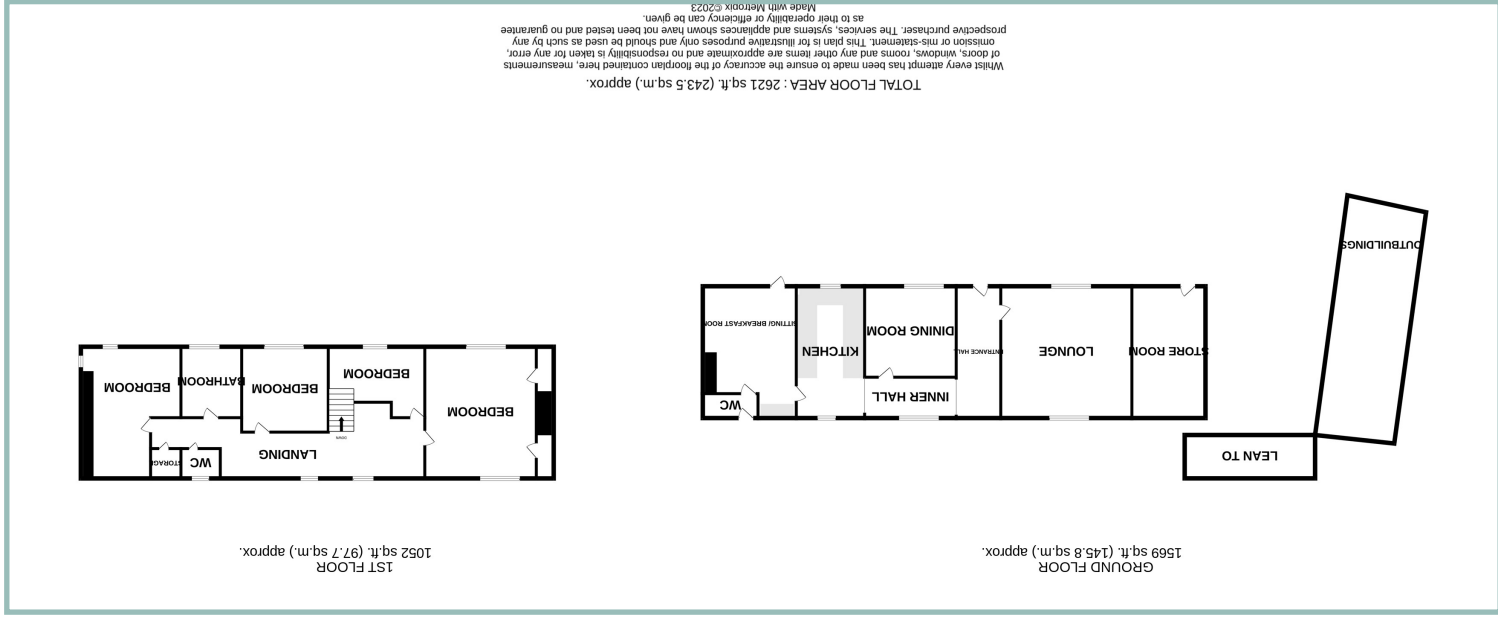 GROUND FLOOR
1569 sq.ft. (145.8 sq.m.) approx.
LEAN TO
OUTBUILDINGS
STORE ROOM
LOUNGE
ENTRANCE HALL
INNER HALL
DINING ROOM
KITCHEN
WC
SITTING/ BREAKFAST ROOM
1ST FLOOR
1052 sq.ft. (97.7 sq.m.) approx.
BEDROOM
LANDING
DOWN
WC
STORAGE
BEDROOM
BEDROOM
BATHROOM
BEDROOM
TOTAL FLOOR AREA : 2621 sq.ft. (243.5 sq.m.) approx.
Whilst every attempt has been made to ensure the accuracy of the floorplan contained here, measurements
of doors, windows, rooms and any other items are approximate and no responsibility is taken for any error,
omission or mis-statement. This plan is for illustrative purposes only and should be used as such by any
prospective purchaser. The services, systems and appliances shown have not been tested and no guarantee
as to their operability or efficiency can be given.
Made with Metropix ©2023